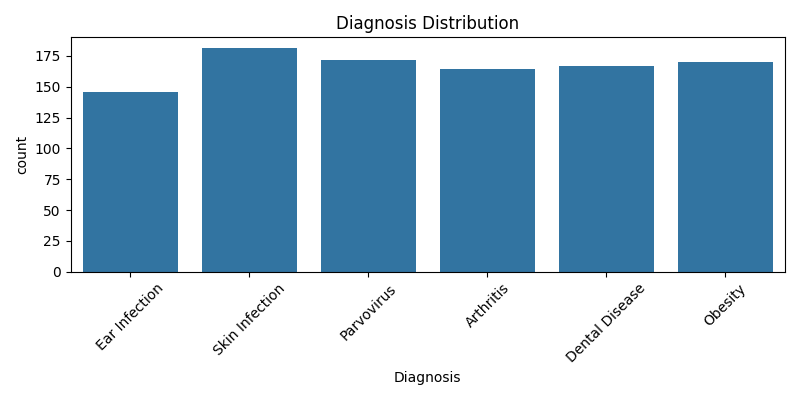 Diagnosis Distribution
count
175
150
125
100
75
50
25
0
Ear Infection
Skin Infection
Parvovirus
Arthritis
Dental Disease
Obesity
Diagnosis